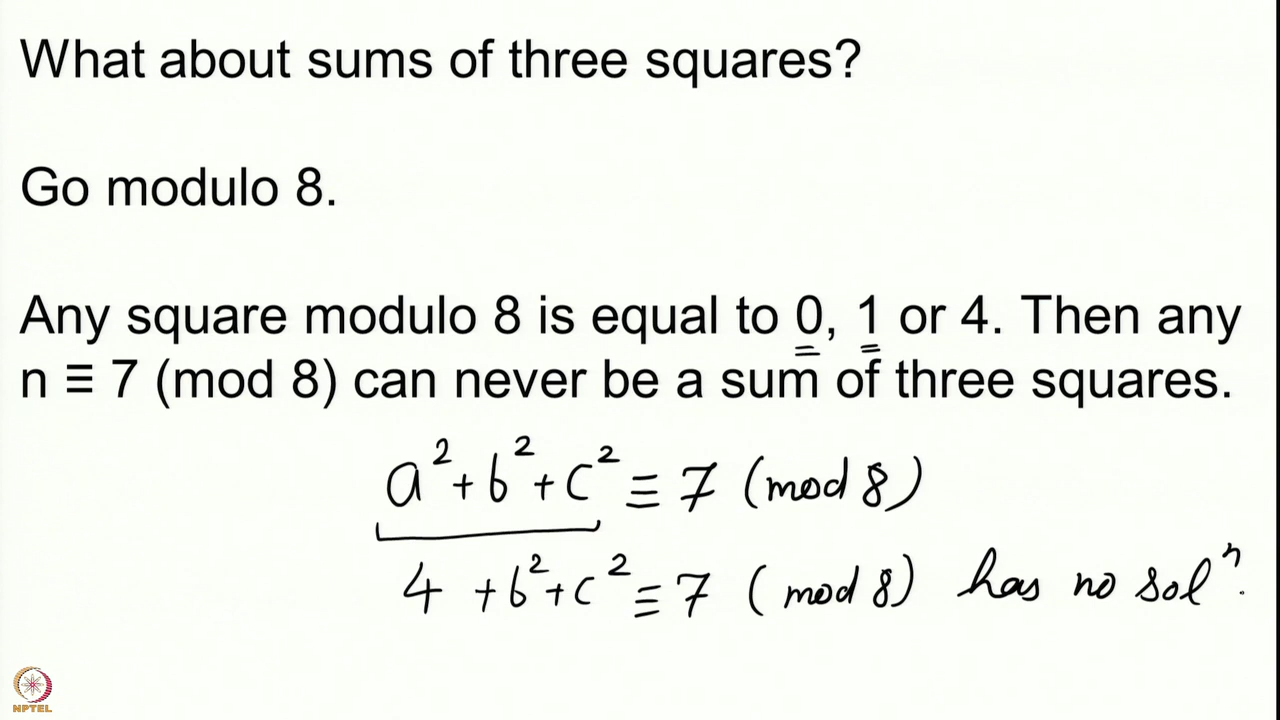 What about sums of three squares?
Go modulo 8.
Any square modulo 8 is equal to 0, 1 or 4. Then any
n ≡ 7 (mod 8) can never be a sum of three squares.
a² + b² + c² ≡ 7 (mod 8)
4 + b² + c² ≡ 7 (mod 8) has no solⁿ.
NPTEL